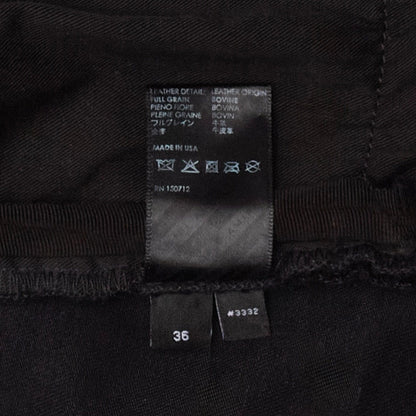 LEATHER DETAIL: LEATHER ORIGIN:
FULL GRAIN BOVINE
PIENO FIORE BOVINO
PLEINE GRAINE BOVIN
フルグレイン 牛革
全革 牛皮革
MADE IN USA
RN 150712
36
#3332